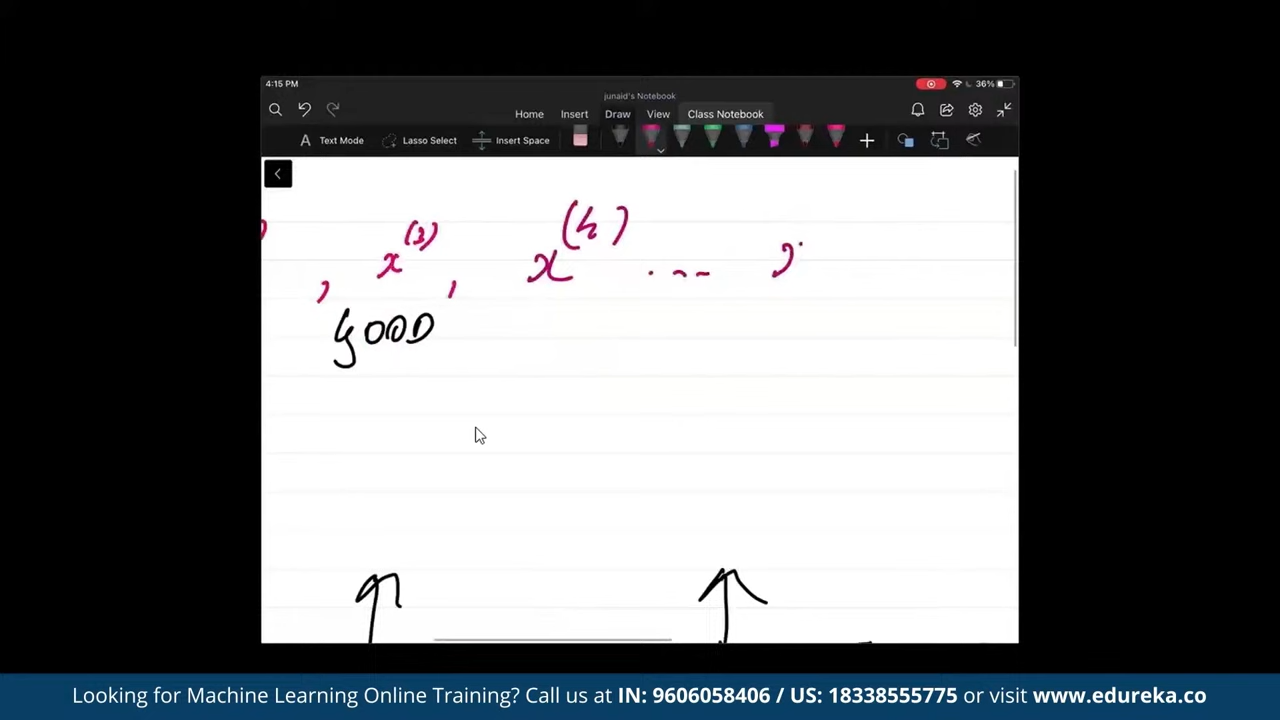 4:15 PM
36%
junaid's Notebook
Home Insert Draw View Class Notebook
A Text Mode Lasso Select Insert Space
, x(3) , x(4) ...
GOOD
Looking for Machine Learning Online Training? Call us at IN: 9606058406 / US: 18338555775 or visit www.edureka.co